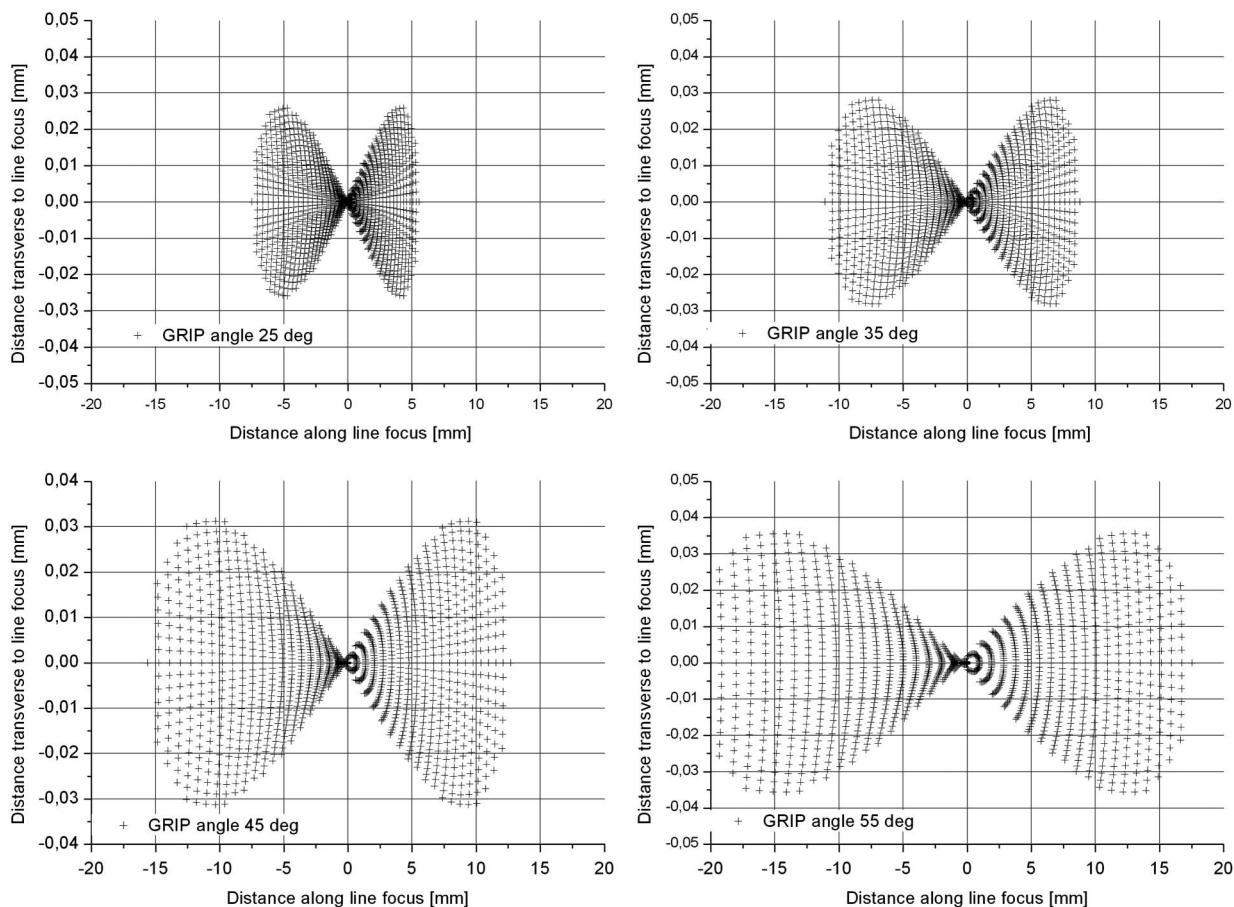 0,05
0,04
0,03
0,02
0,01
0,00
-0,01
-0,02
-0,03
-0,04
-0,05
Distance transverse to line focus [mm]
GRIP angle 25 deg
-20 -15 -10 -5 0 5 10 15 20
Distance along line focus [mm]
0,05
0,04
0,03
0,02
0,01
0,00
-0,01
-0,02
-0,03
-0,04
-0,05
Distance transverse to line focus [mm]
GRIP angle 35 deg
-20 -15 -10 -5 0 5 10 15 20
Distance along line focus [mm]
0,04
0,03
0,02
0,01
0,00
-0,01
-0,02
-0,03
0,04
Distance transverse to line focus [mm]
GRIP angle 45 deg
-20 -15 -10 -5 0 5 10 15 20
Distance along line focus [mm]
0,05
0,04
0,03
0,02
0,01
0,00
-0,01
-0,02
-0,03
-0,04
-0,05
Distance transverse to line focus [mm]
GRIP angle 55 deg
-20 -15 -10 -5 0 5 10 15 20
Distance along line focus [mm]